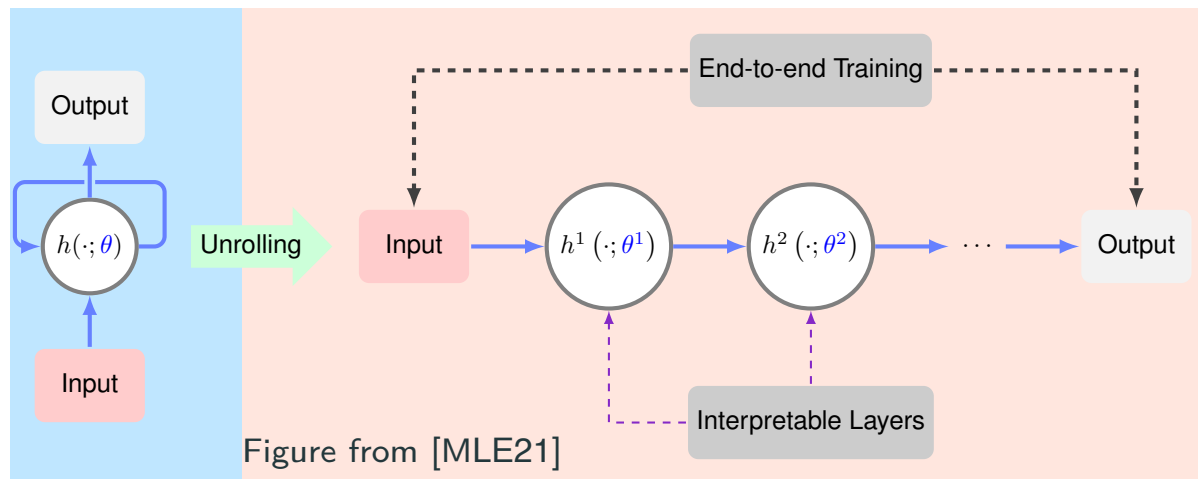 Output
h(·; θ)
Input
Unrolling
End-to-end Training
Input
h¹ (·; θ¹)
h² (·; θ²)
···
Output
Interpretable Layers
Figure from [MLE21]